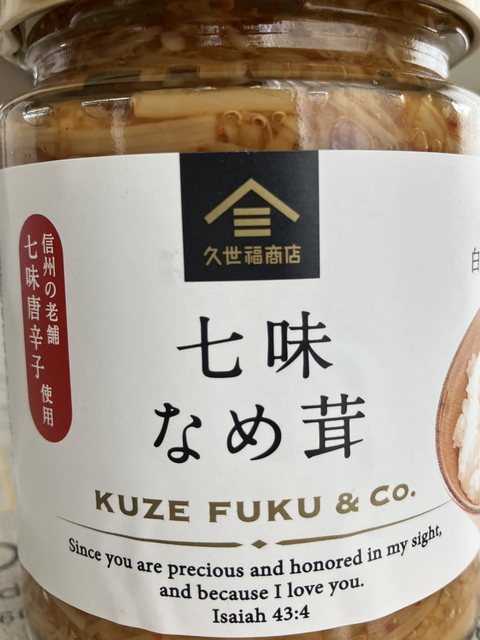 久世福商店
信州の老舗
七味唐辛子 使用
七味
なめ茸
白
KUZE FUKU & Co.
Since you are precious and honored in my sight,
and because I love you.
Isaiah 43:4